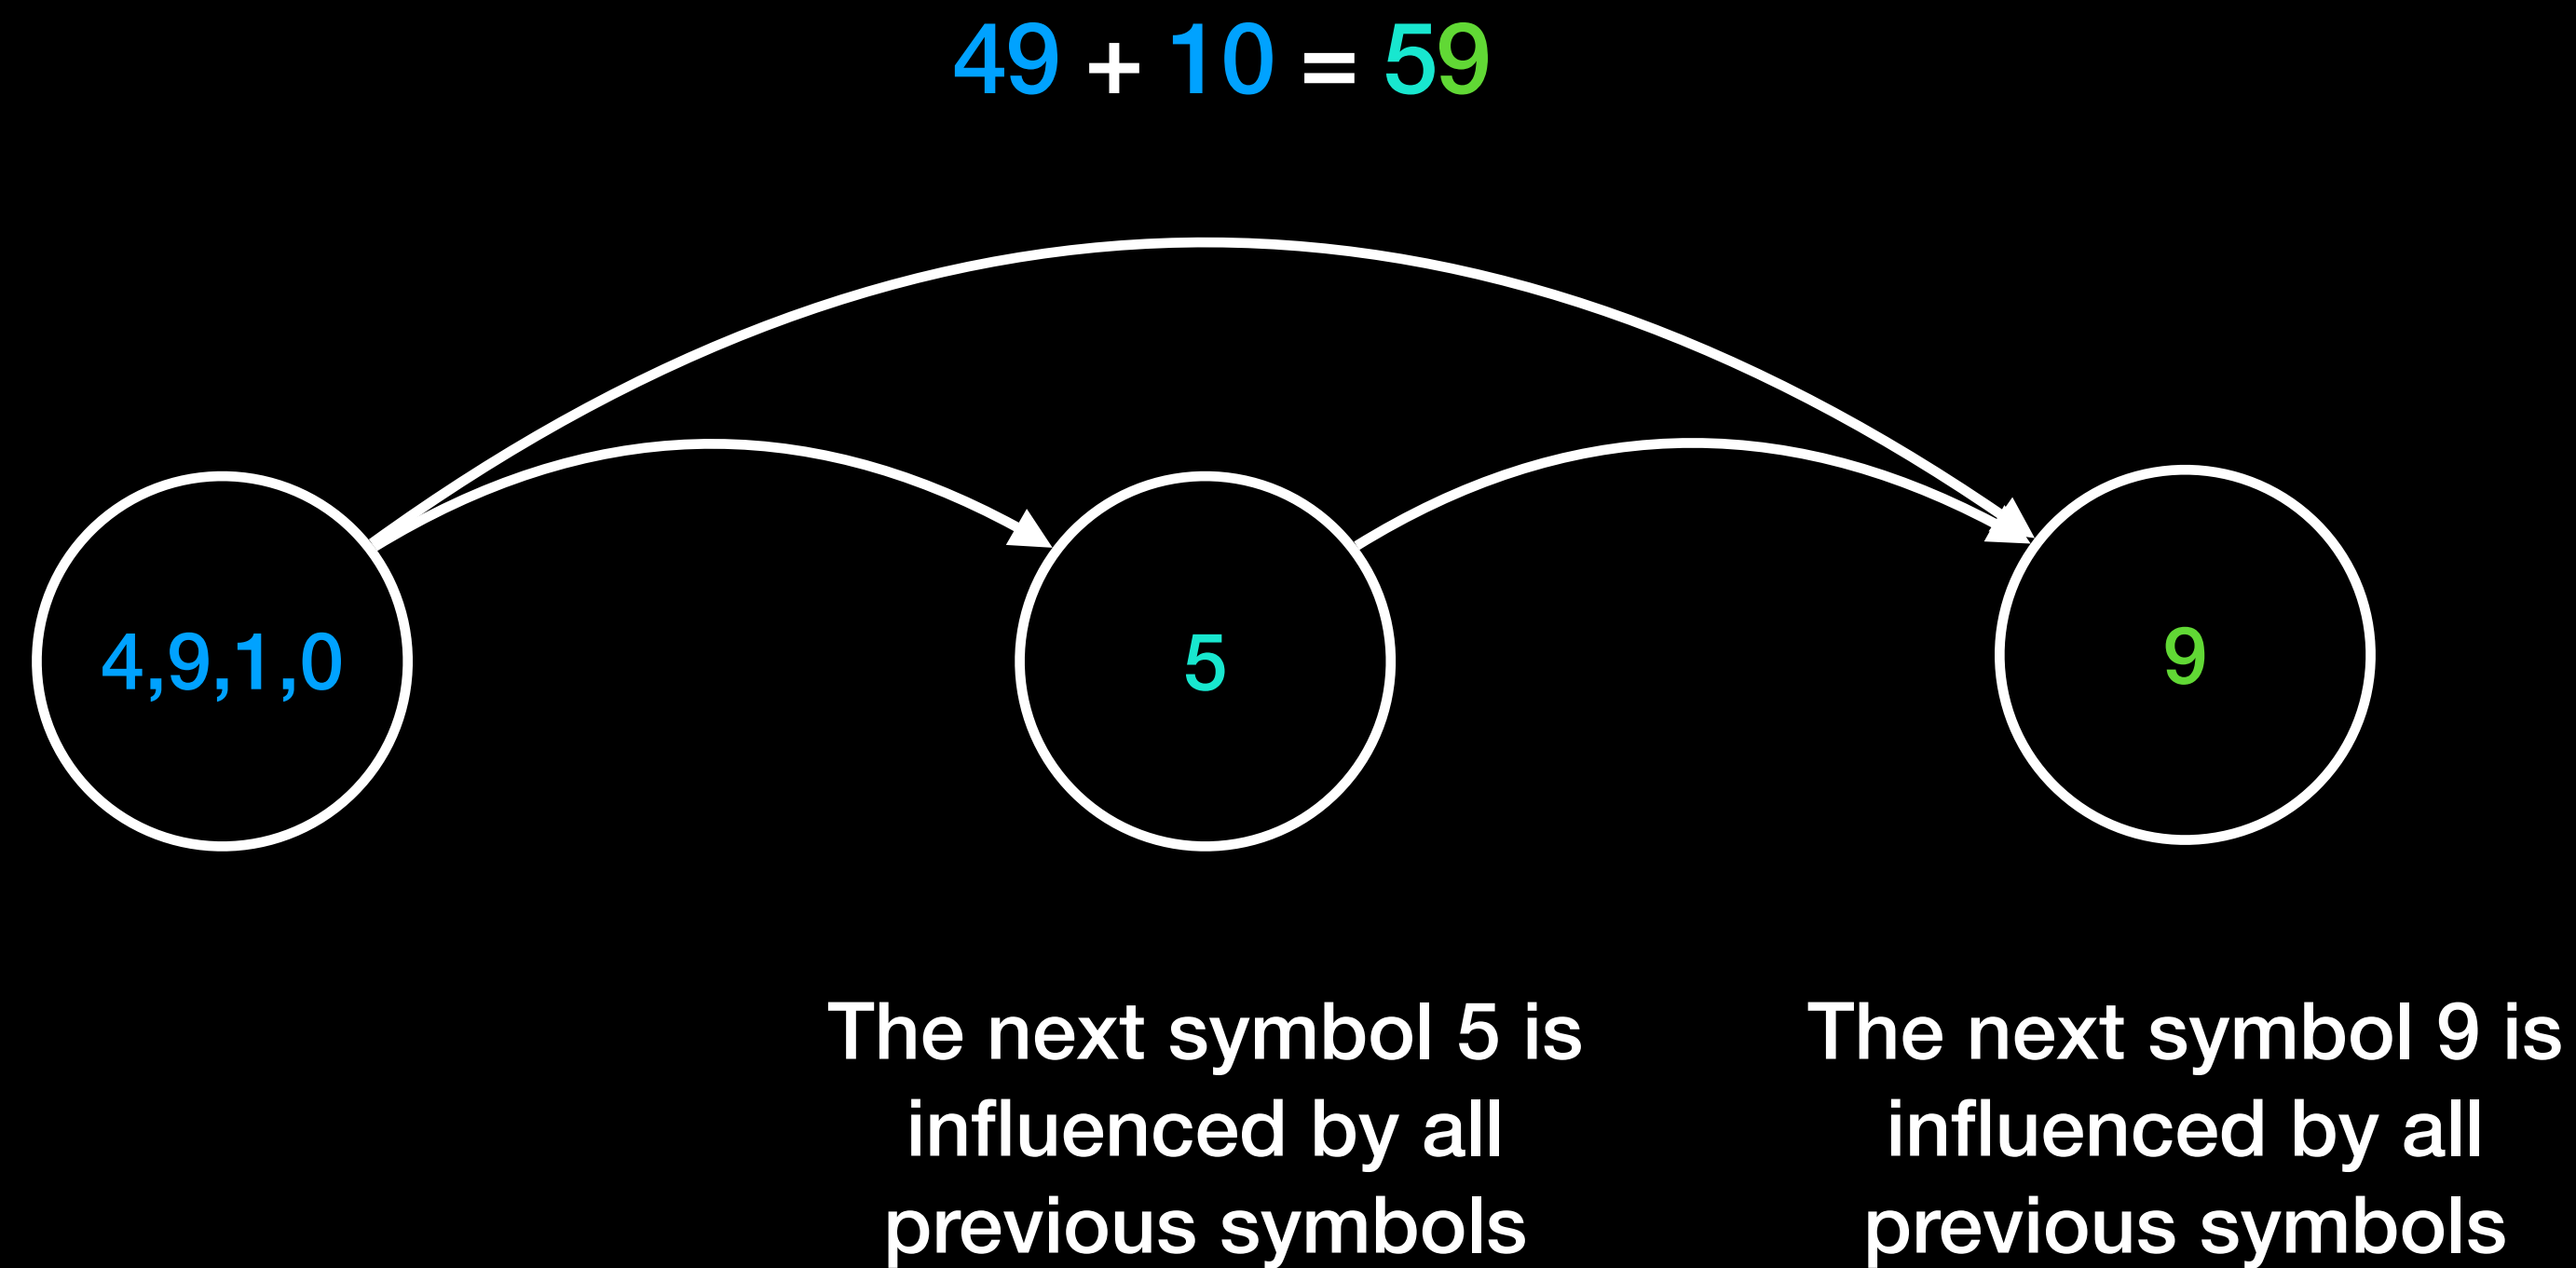 49 + 10 = 59
4,9,1,0
5
9
The next symbol 5 is
influenced by all
previous symbols
The next symbol 9 is
influenced by all
previous symbols